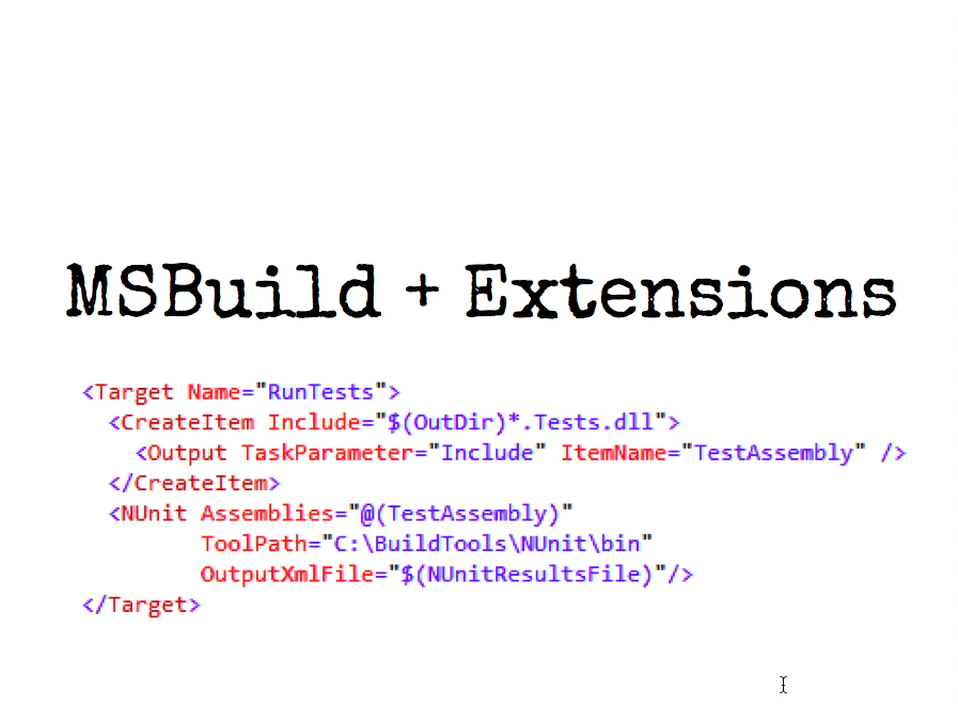 MSBuild + Extensions
<Target Name="RunTests">
  <CreateItem Include="$(OutDir)*.Tests.dll">
    <Output TaskParameter="Include" ItemName="TestAssembly" />
  </CreateItem>
  <NUnit Assemblies="@(TestAssembly)"
         ToolPath="C:\BuildTools\NUnit\bin"
         OutputXmlFile="$(NUnitResultsFile)"/>
</Target>